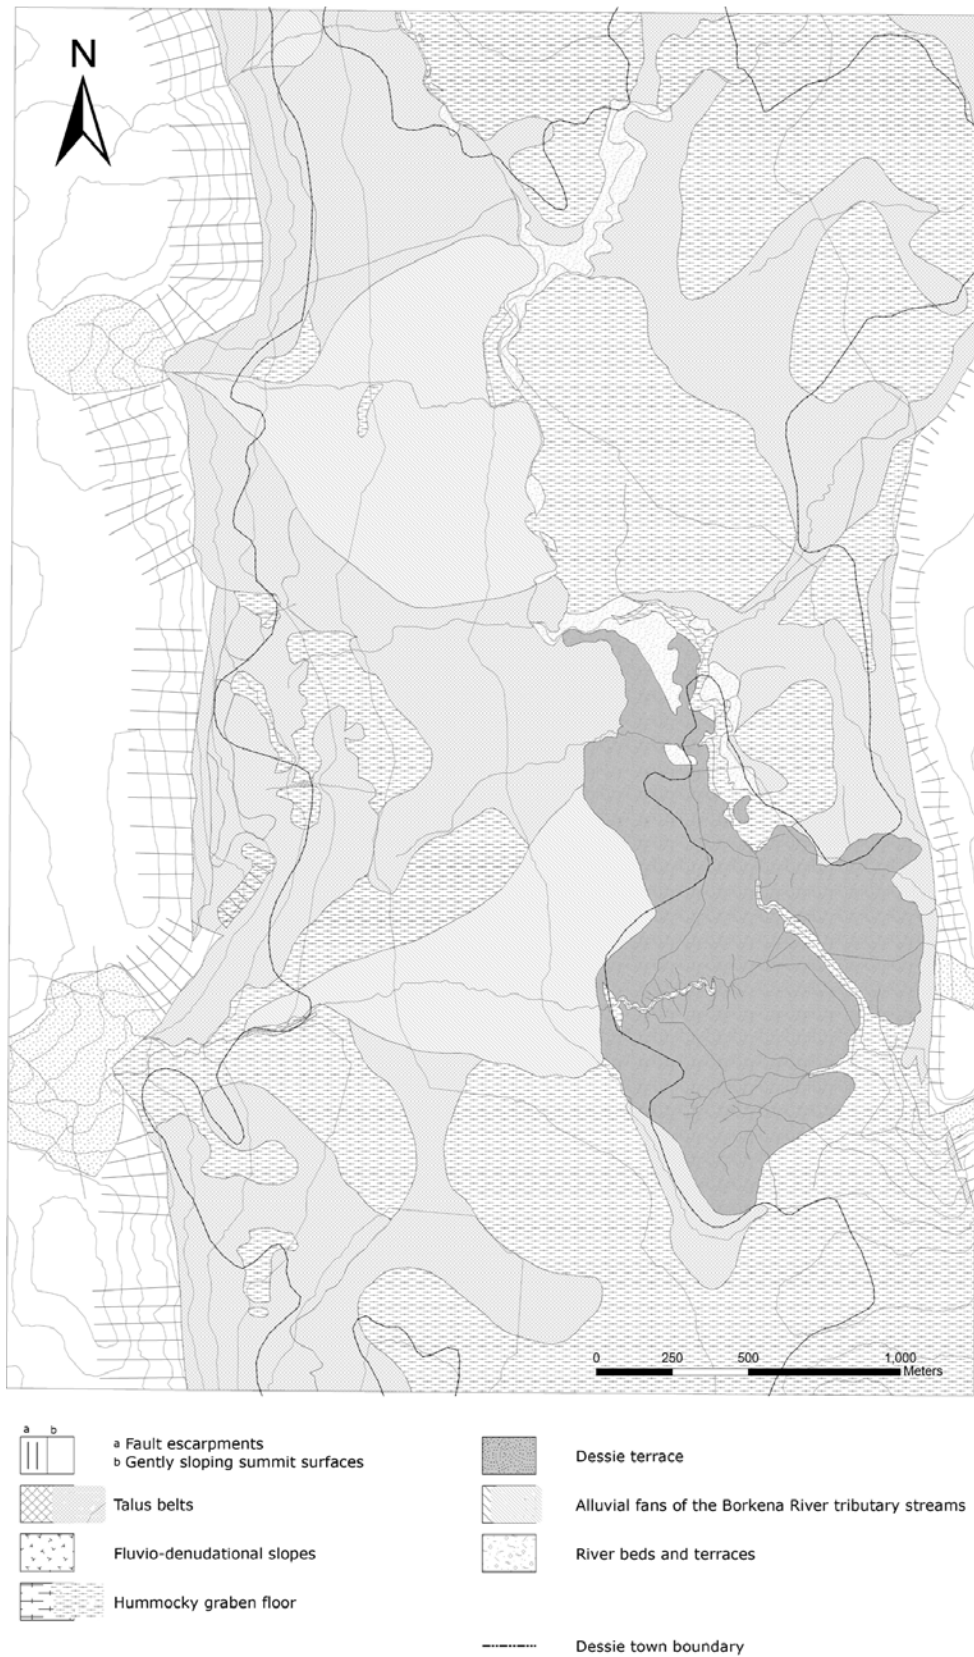 N
0 250 500 1,000
Meters
a b
a Fault escarpments
b Gently sloping summit surfaces
Talus belts
Fluvio-denudational slopes
Hummocky graben floor
Dessie terrace
Alluvial fans of the Borkena River tributary streams
River beds and terraces
Dessie town boundary